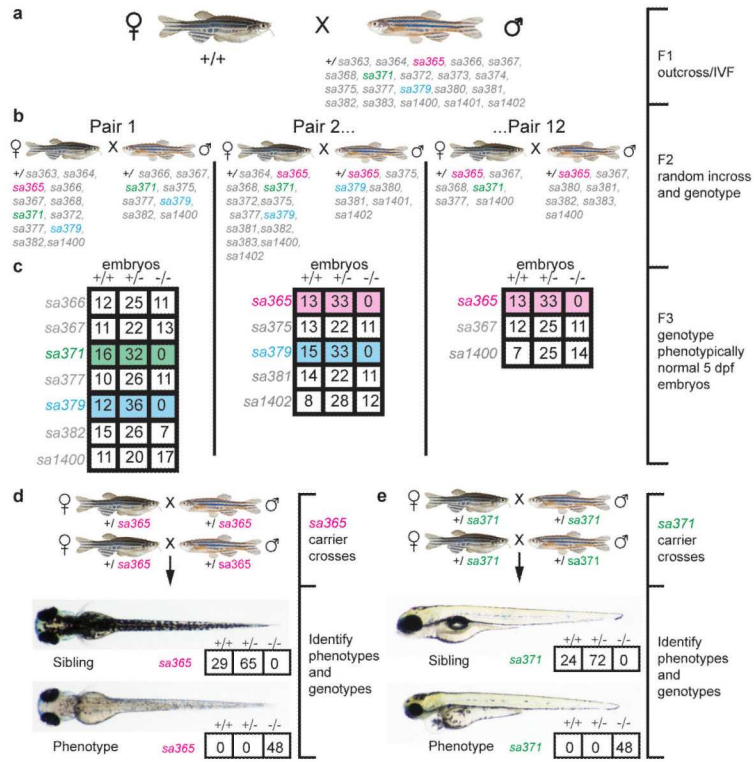 a
♀ X ♂
+/+
+/ sa363, sa364, sa365, sa366, sa367,
sa368, sa371, sa372, sa373, sa374,
sa375, sa377, sa379,sa380, sa381,
sa382, sa383, sa1400, sa1401, sa1402
F1
outcross/IVF
b
Pair 1
♀ X ♂
+/ sa363, sa364,
sa365, sa366,
sa367, sa368,
sa371, sa372,
sa377, sa379,
sa382,sa1400
+/ sa366, sa367,
sa371, sa375,
sa377, sa379,
sa382, sa1400
Pair 2...
♀ X ♂
+/ sa364, sa365,
sa368, sa371,
sa372,sa375,
sa377, sa379,
sa381,sa382,
sa383,sa1400,
sa1402
+/ sa365, sa375,
sa379,sa380,
sa381, sa1401,
sa1402
...Pair 12
♀ X ♂
+/ sa365, sa367,
sa368, sa371,
sa377, sa1400
+/ sa365, sa367,
sa380, sa381,
sa382, sa383,
sa1400
F2
random incross
and genotype
c
embryos
+/+ +/- -/-
sa366 12 25 11
sa367 11 22 13
sa371 16 32 0
sa377 10 26 11
sa379 12 36 0
sa382 15 26 7
sa1400 11 20 17
embryos
+/+ +/- -/-
sa365 13 33 0
sa375 13 22 11
sa379 15 33 0
sa381 14 22 11
sa1402 8 28 12
embryos
+/+ +/- -/-
sa365 13 33 0
sa367 12 25 11
sa1400 7 25 14
F3
genotype
phenotypically
normal 5 dpf
embryos
d
♀ X ♂
+/ sa365 +/ sa365
♀ X ♂
+/ sa365 +/ sa365
sa365
carrier
crosses
+/+ +/- -/-
Sibling sa365 29 65 0
+/+ +/- -/-
Phenotype sa365 0 0 48
Identify
phenotypes
and
genotypes
e
♀ X ♂
+/ sa371 +/ sa371
♀ X ♂
+/ sa371 +/ sa371
sa371
carrier
crosses
+/+ +/- -/-
Sibling sa371 24 72 0
+/+ +/- -/-
Phenotype sa371 0 0 48
Identify
phenotypes
and
genotypes